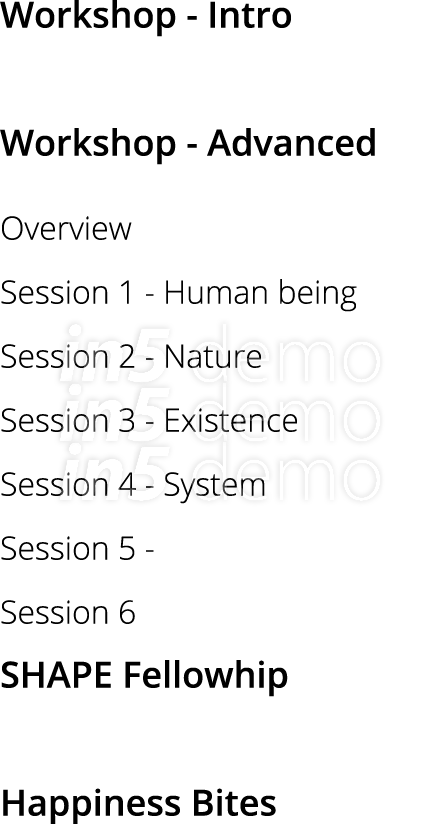 Workshop - Intro
Workshop - Advanced
Overview
Session 1 - Human being
Session 2 - Nature
Session 3 - Existence
Session 4 - System
Session 5 -
Session 6
SHAPE Fellowhip
Happiness Bites
in5 demo
in5 demo
in5 demo